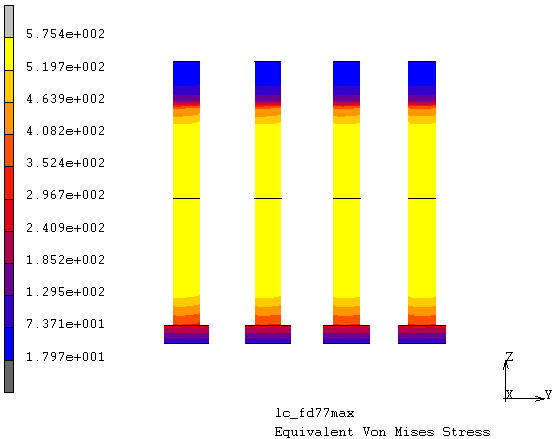 5.754e+002
5.197e+002
4.639e+002
4.082e+002
3.524e+002
2.967e+002
2.409e+002
1.852e+002
1.295e+002
7.371e+001
1.797e+001
Z
X Y
lc_fd77max
Equivalent Von Mises Stress